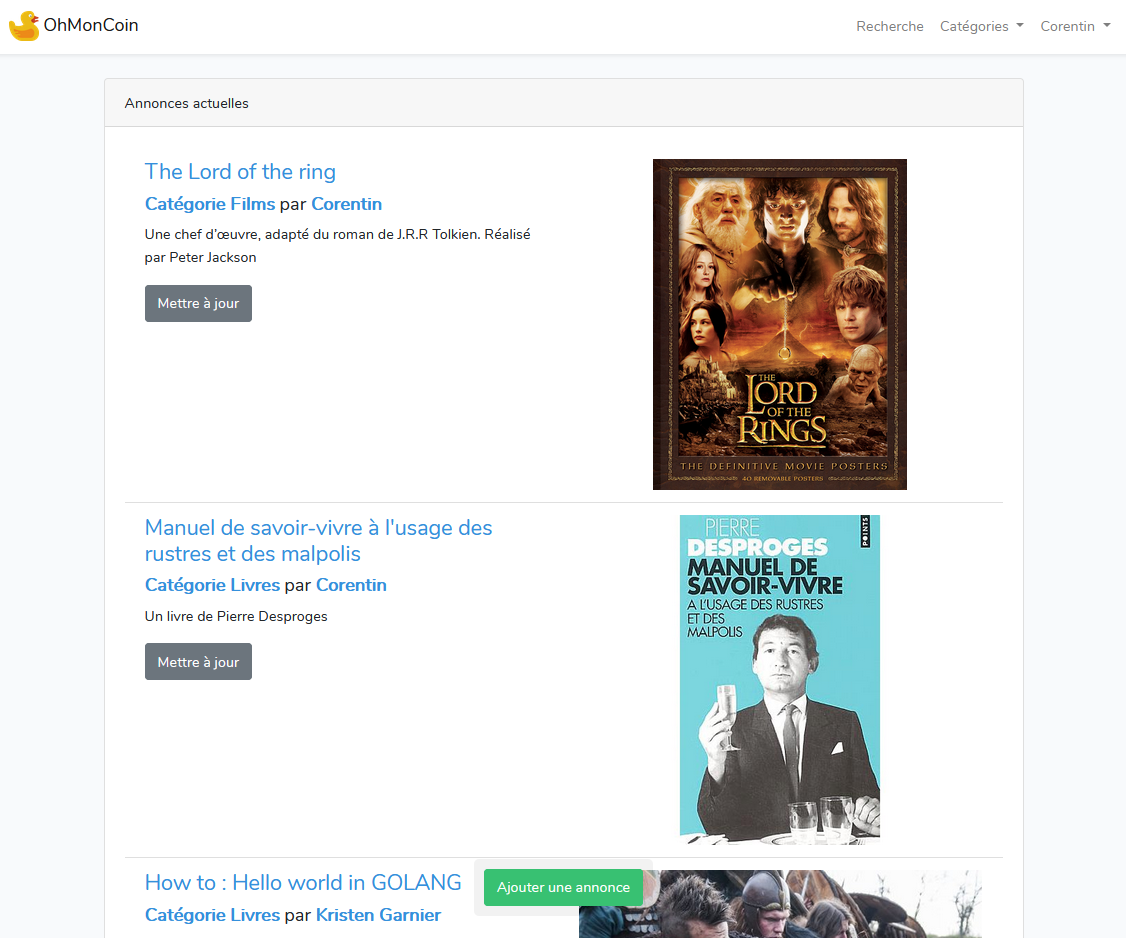 OhMonCoin
Recherche
Catégories
Corentin
Annonces actuelles
The Lord of the ring
Catégorie Films par Corentin
Une chef d'œuvre, adapté du roman de J.R.R Tolkien. Réalisé
par Peter Jackson
Mettre à jour
THE
LORD
OF THE
RINGS
THE DEFINITIVE MOVIE POSTERS
40 REMOVABLE POSTERS
Manuel de savoir-vivre à l'usage des
rustres et des malpolis
Catégorie Livres par Corentin
Un livre de Pierre Desproges
Mettre à jour
PIERRE
DESPROGES
MANUEL DE
SAVOIR-VIVRE
A L'USAGE DES RUSTRES
ET DES
MALPOLIS
POINTS
How to : Hello world in GOLANG
Catégorie Livres par Kristen Garnier
Ajouter une annonce